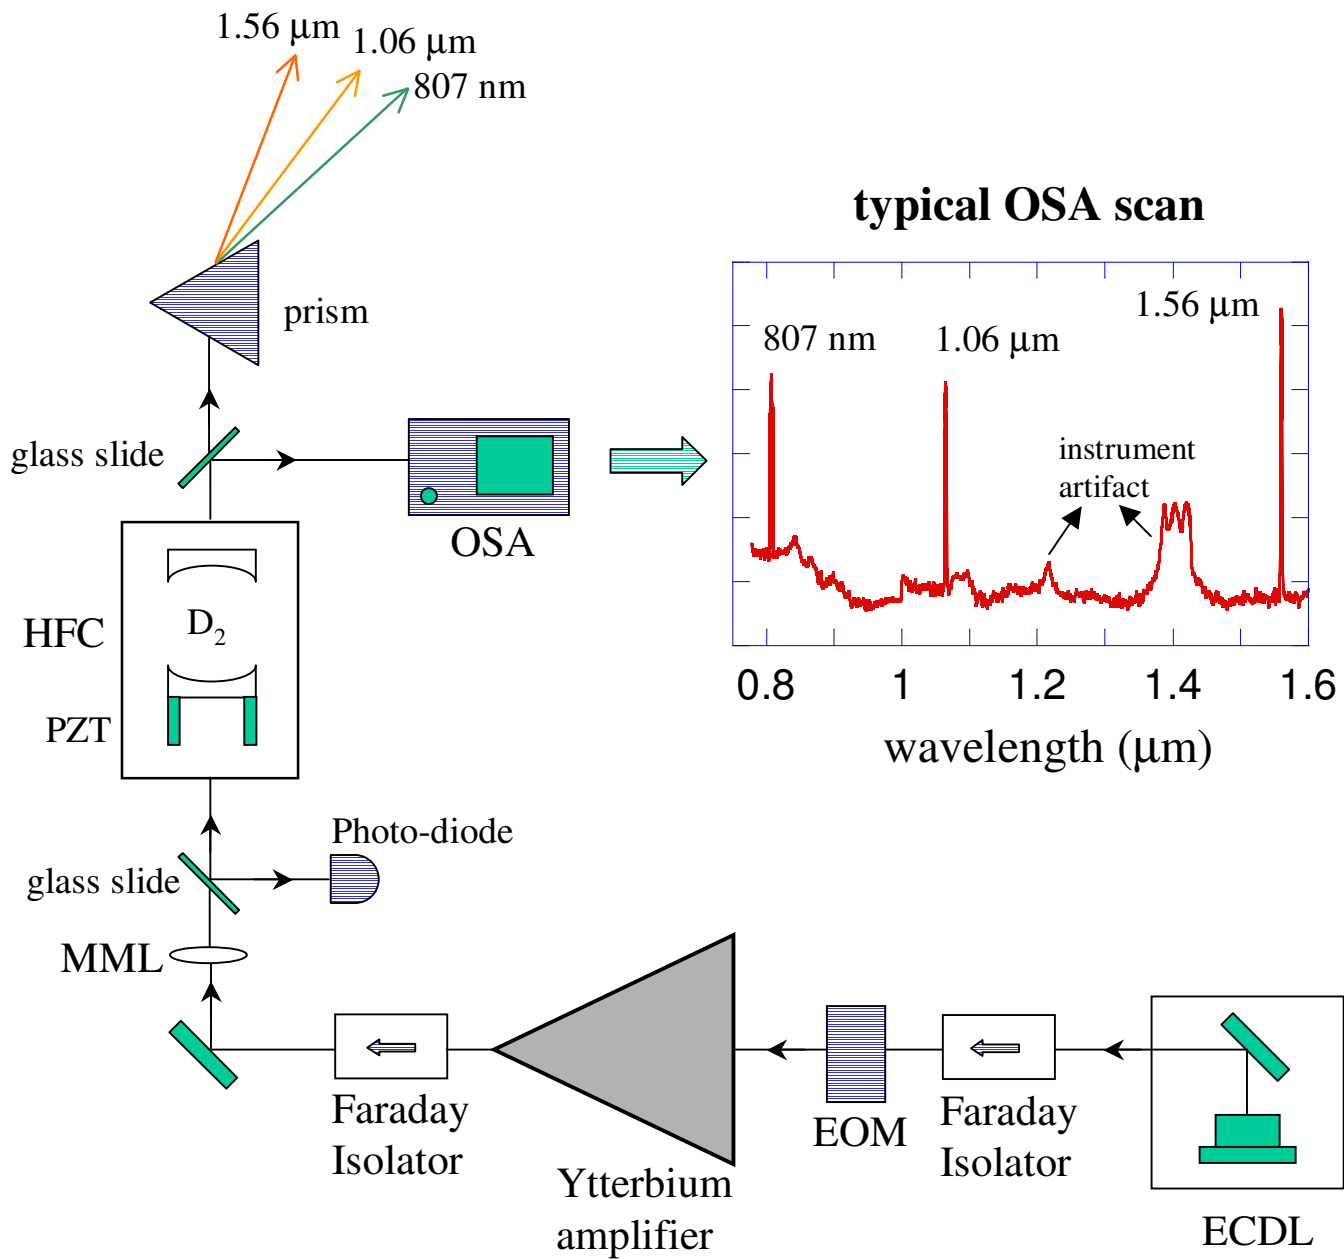 1.56 μm
1.06 μm
807 nm
prism
glass slide
OSA
HFC
D2
PZT
Photo-diode
glass slide
MML
Faraday
Isolator
Ytterbium
amplifier
EOM
Faraday
Isolator
ECDL
typical OSA scan
807 nm
1.06 μm
1.56 μm
instrument
artifact
0.8 1 1.2 1.4 1.6
wavelength (μm)